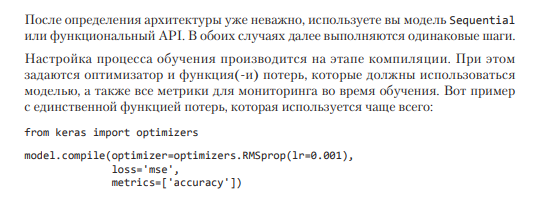 После определения архитектуры уже неважно, используете вы модель Sequential
или функциональный API. В обоих случаях далее выполняются одинаковые шаги.
Настройка процесса обучения производится на этапе компиляции. При этом
задаются оптимизатор и функция(-и) потерь, которые должны использоваться
моделью, а также все метрики для мониторинга во время обучения. Вот пример
с единственной функцией потерь, которая используется чаще всего:
from keras import optimizers
model.compile(optimizer=optimizers.RMSprop(lr=0.001),
loss='mse',
metrics=['accuracy'])